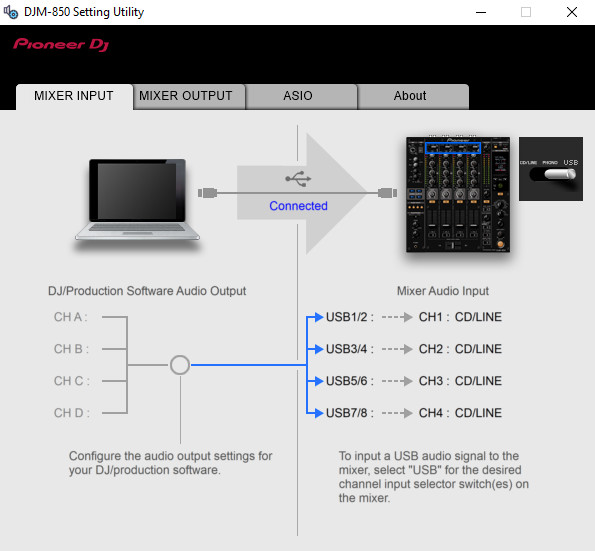 DJM-850 Setting Utility
Pioneer Dj
MIXER INPUT
MIXER OUTPUT
ASIO
About
Pioneer
CD/LINE PHONO USB
Connected
DJ/Production Software Audio Output
Mixer Audio Input
CH A :
USB1/2 : CH1 : CD/LINE
CH B :
USB3/4 : CH2 : CD/LINE
CH C :
USB5/6 : CH3 : CD/LINE
CH D :
USB7/8 : CH4 : CD/LINE
Configure the audio output settings for
your DJ/production software.
To input a USB audio signal to the
mixer, select "USB" for the desired
channel input selector switch(es) on
the mixer.